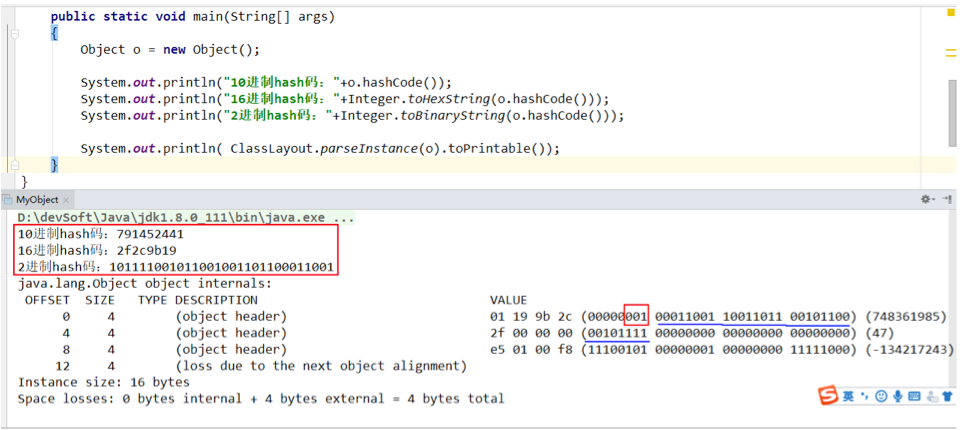 public static void main(String[] args)
{
Object o = new Object();
System.out.println("10进制hash码："+o.hashCode());
System.out.println("16进制hash码："+Integer.toHexString(o.hashCode()));
System.out.println("2进制hash码："+Integer.toBinaryString(o.hashCode()));
System.out.println( ClassLayout.parseInstance(o).toPrintable());
}
}
MyObject
D:\devSoft\Java\jdk1.8.0_111\bin\java.exe ...
10进制hash码：791452441
16进制hash码：2f2c9b19
2进制hash码：101111001011001001101100011001
java.lang.Object object internals:
OFFSET SIZE TYPE DESCRIPTION VALUE
0 4 (object header) 01 19 9b 2c (00000001 00011001 10011011 00101100) (748361985)
4 4 (object header) 2f 00 00 00 (00101111 00000000 00000000 00000000) (47)
8 4 (object header) e5 01 00 f8 (11100101 00000001 00000000 11111000) (-134217243)
12 4 (loss due to the next object alignment)
Instance size: 16 bytes
Space losses: 0 bytes internal + 4 bytes external = 4 bytes total
S 英